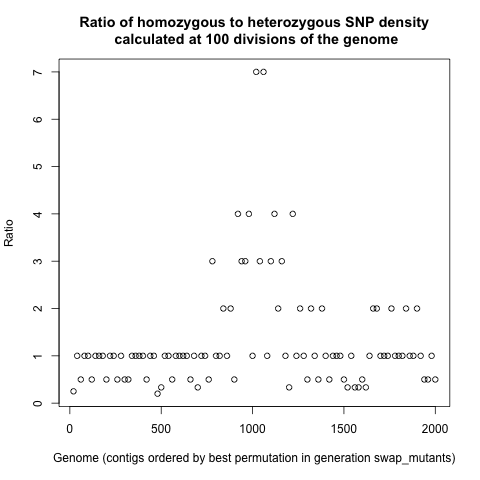 Ratio of homozygous to heterozygous SNP density
calculated at 100 divisions of the genome
Ratio
7
6
5
4
3
2
1
0
0 500 1000 1500 2000
Genome (contigs ordered by best permutation in generation swap_mutants)